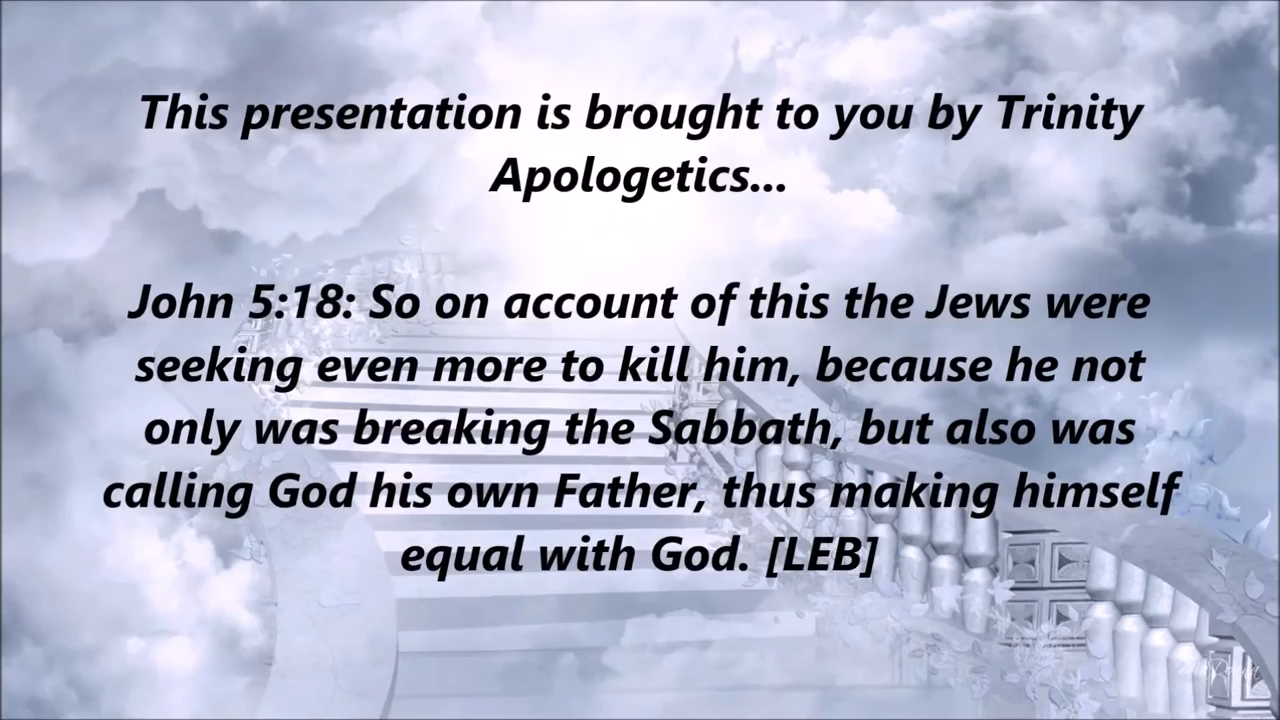 This presentation is brought to you by Trinity
Apologetics...
John 5:18: So on account of this the Jews were
seeking even more to kill him, because he not
only was breaking the Sabbath, but also was
calling God his own Father, thus making himself
equal with God. [LEB]